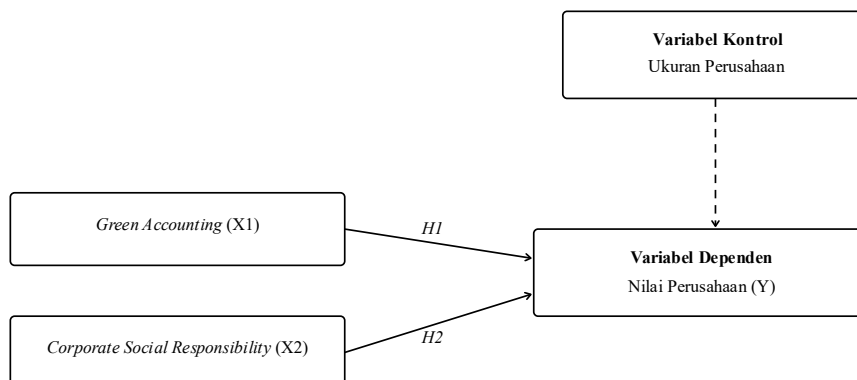 Variabel Kontrol
Ukuran Perusahaan
Green Accounting (X1)
H1
Variabel Dependen
Nilai Perusahaan (Y)
Corporate Social Responsibility (X2)
H2